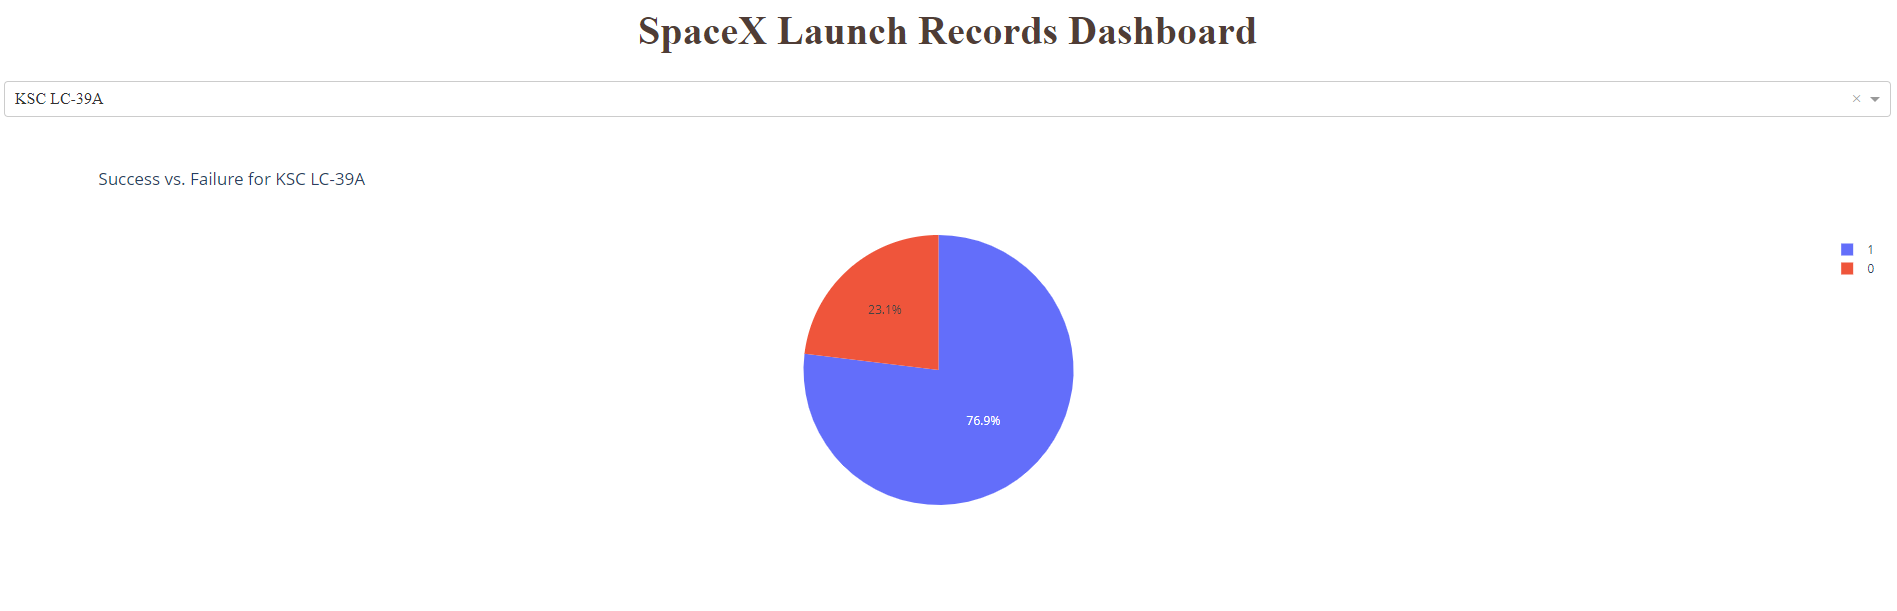 SpaceX Launch Records Dashboard
KSC LC-39A
Success vs. Failure for KSC LC-39A
1
0
23.1%
76.9%